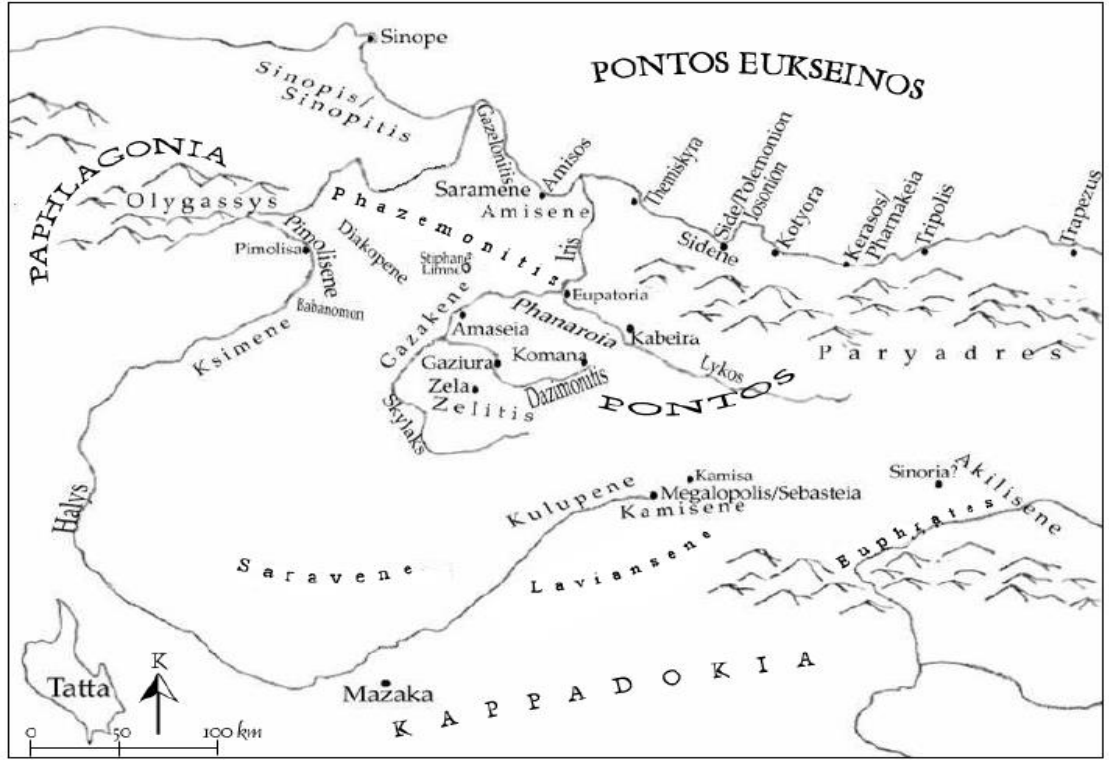 Sinope
PONTOS EUKSEINOS
Sinopis/
Sinopitis
Gazelonitis
PAPHLAGONIA
Olygassys
Phazemonitis
Saramene
Amisos
Amisene
Themiskyra
Side/Polemonion
Iosonion
Sidene
Kotyora
Kerasos/
Pharnakeia
Tripolis
Trapezus
Pimolisa
Pimolisene
Diakopene
Stiphane
Limne
Iris
Babanomon
Ksimene
Gazakene
Eupatoria
Phanaroia
Amaseia
Kabeira
Paryadres
Gaziura
Komana
Lykos
Zela
Zelitis
Dazimonitis
PONTOS
Skylaks
Halys
Kulupene
Kamisa
Megalopolis/Sebasteia
Kamisene
Sinoria?
Akilisene
Euphrates
Saravene
Laviansene
Tatta
K
Mazaka
KAPPADOKIA
0 50 100 km